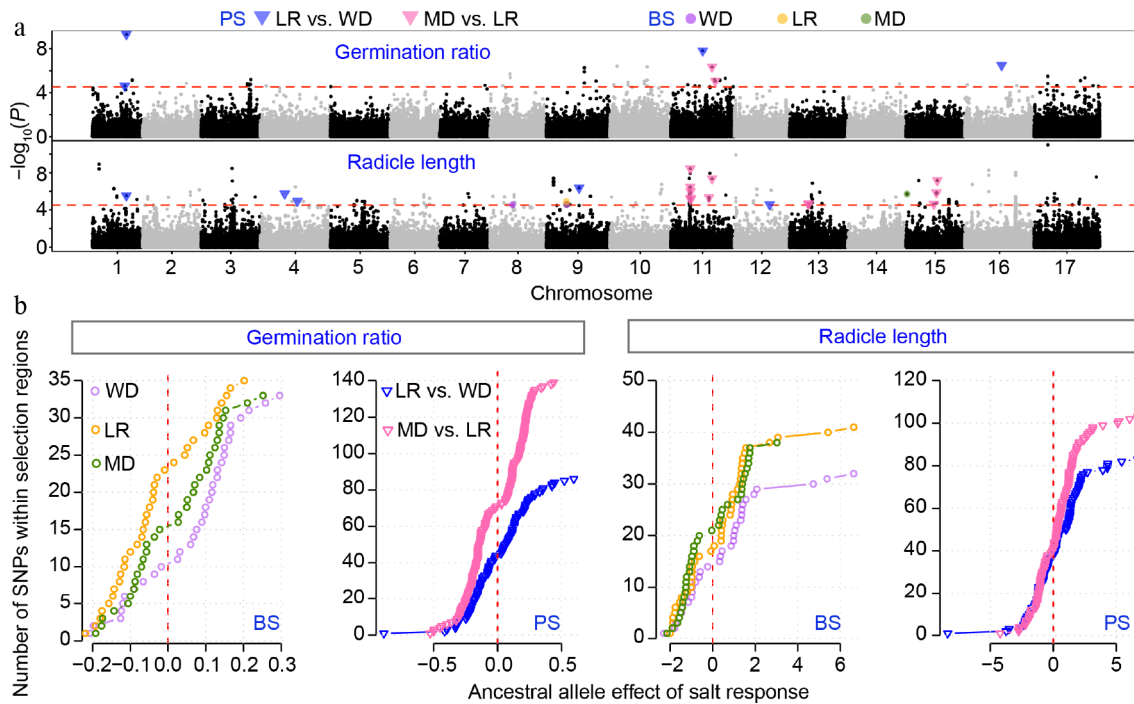 a
PS LR vs. WD MD vs. LR BS WD LR MD
Germination ratio
8
4
0
−log₁₀(P)
Radicle length
8
4
0
1 2 3 4 5 6 7 8 9 10 11 12 13 14 15 16 17
Chromosome
b
Germination ratio Radicle length
Number of SNPs within selection regions
35
30
25
20
15
10
5
0
WD
LR
MD
BS
−0.2 −0.10.0 0.1 0.2 0.3
140
120
100
80
60
40
20
0
LR vs. WD
MD vs. LR
PS
−0.5 0.0 0.5
50
40
30
20
10
0
BS
−2 0 2 4 6
120
100
80
60
40
20
0
PS
−5 0 5
Ancestral allele effect of salt response